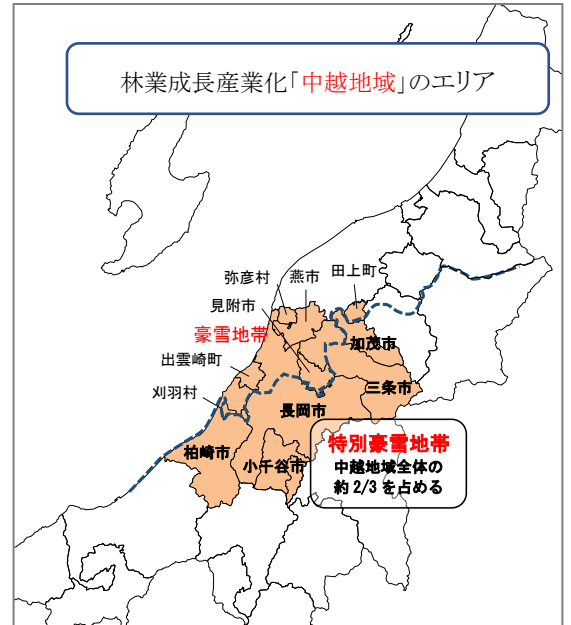 林業成長産業化「中越地域」のエリア
弥彦村
燕市
田上町
見附市
豪雪地帯
加茂市
出雲崎町
三条市
刈羽村
長岡市
柏崎市
小千谷市
特別豪雪地帯
中越地域全体の
約 2/3 を占める